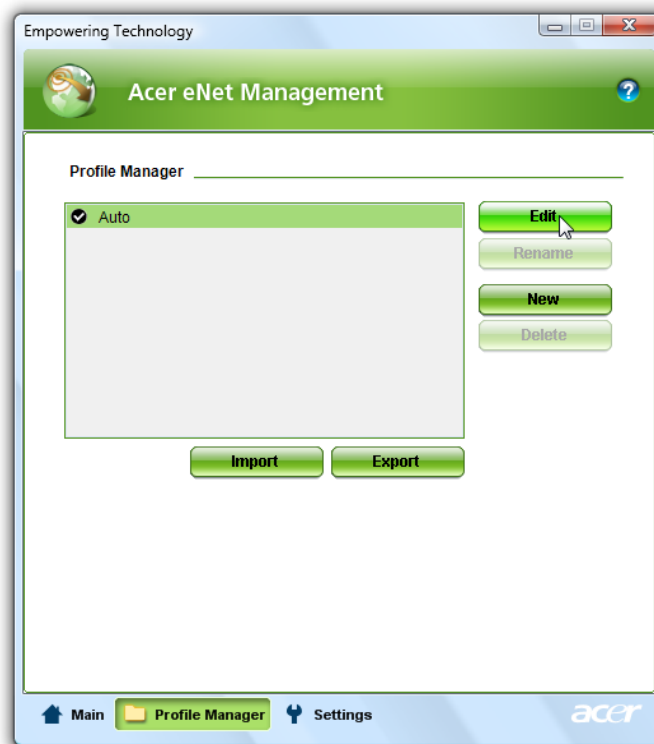 Empowering Technology
Acer eNet Management
?
Profile Manager
Auto
Edit
Rename
New
Delete
Import Export
Main Profile Manager Settings acer